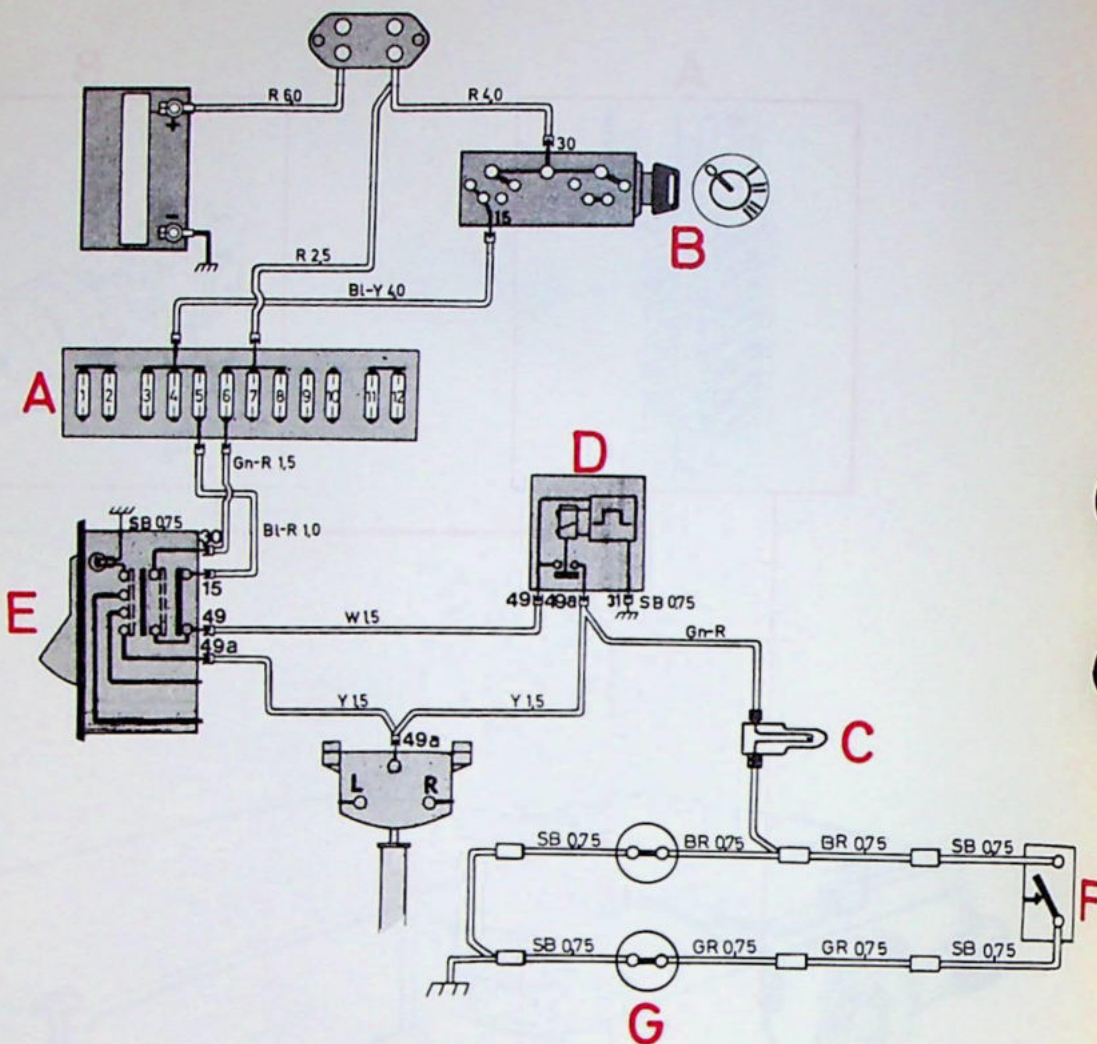 R 6,0
R 4,0
+
30
15
-
B
R 2,5
Bl-Y 4,0
A
1 2 3 4 5 6 7 8 9 10 11 12
Gn-R 1,5
D
SB 0,75
30
Bl-R 1,0
15
E
49
49a
49
49a
31
SB 0,75
W 1,5
Gn-R
Y 1,5
Y 1,5
49a
C
L
R
SB 0,75
BR 0,75
BR 0,75
SB 0,75
F
SB 0,75
GR 0,75
GR 0,75
SB 0,75
G